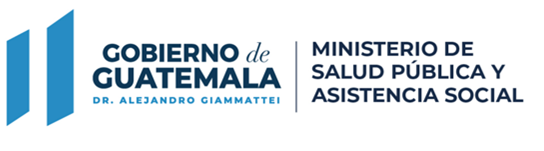 GOBIERNO de
GUATEMALA
DR. ALEJANDRO GIAMMATTEI
MINISTERIO DE
SALUD PÚBLICA Y
ASISTENCIA SOCIAL